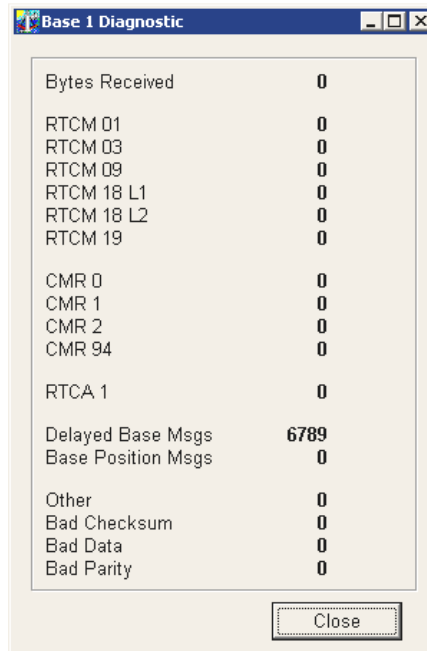 Base 1 Diagnostic
Bytes Received 0
RTCM 01 0
RTCM 03 0
RTCM 09 0
RTCM 18 L1 0
RTCM 18 L2 0
RTCM 19 0
CMR 0 0
CMR 1 0
CMR 2 0
CMR 94 0
RTCA 1 0
Delayed Base Msgs 6789
Base Position Msgs 0
Other 0
Bad Checksum 0
Bad Data 0
Bad Parity 0
Close